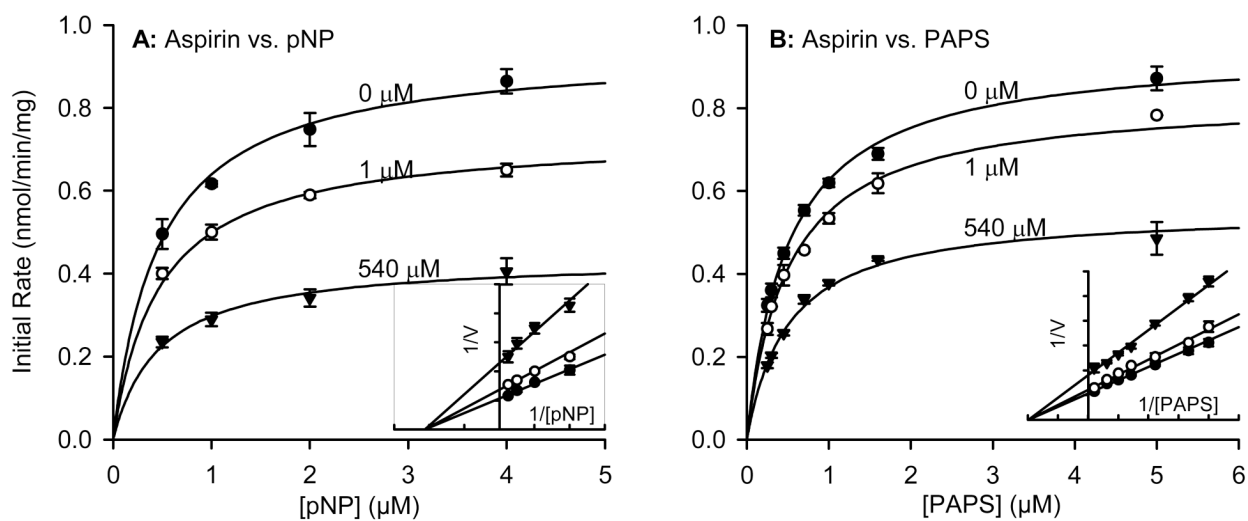 A: Aspirin vs. pNP
Initial Rate (nmol/min/mg)
1.0
0.8
0.6
0.4
0.2
0.0
0 μM
1 μM
540 μM
1/V
1/[pNP]
0 1 2 3 4 5
[pNP] (μM)
B: Aspirin vs. PAPS
1.0
0.8
0.6
0.4
0.2
0.0
0 μM
1 μM
540 μM
1/V
1/[PAPS]
0 1 2 3 4 5 6
[PAPS] (μM)